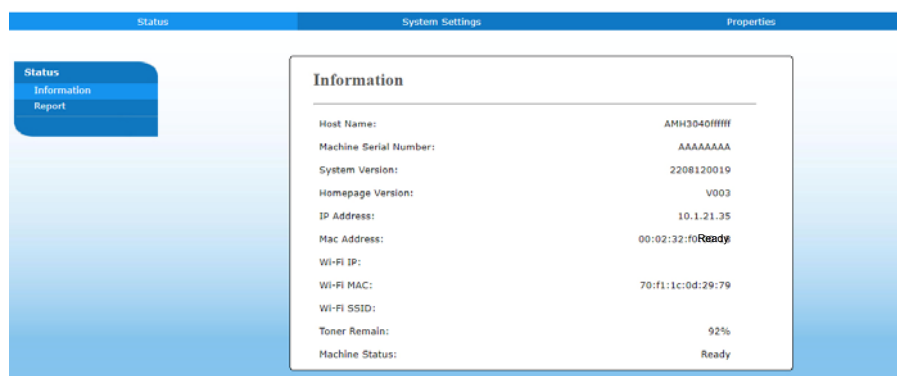 Status System Settings Properties
Status
Information
Report
Information
Host Name: AMH3040ffffff
Machine Serial Number: AAAAAAAA
System Version: 2208120019
Homepage Version: V003
IP Address: 10.1.21.35
Mac Address: 00:02:32:f0 Ready
Wi-Fi IP:
Wi-Fi MAC: 70:f1:1c:0d:29:79
Wi-Fi SSID:
Toner Remain: 92%
Machine Status: Ready